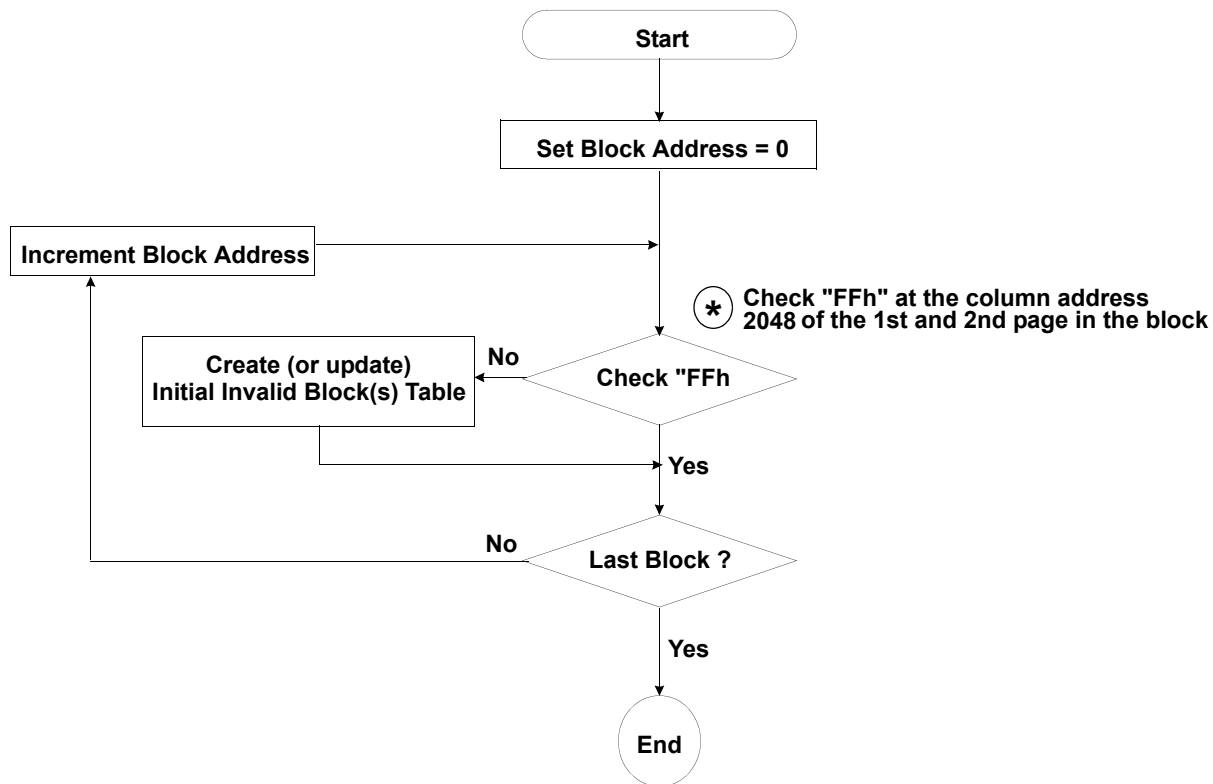 Start
Set Block Address = 0
Increment Block Address
* Check "FFh" at the column address
2048 of the 1st and 2nd page in the block
No
Create (or update)
Initial Invalid Block(s) Table
Check "FFh
Yes
No
Last Block ?
Yes
End